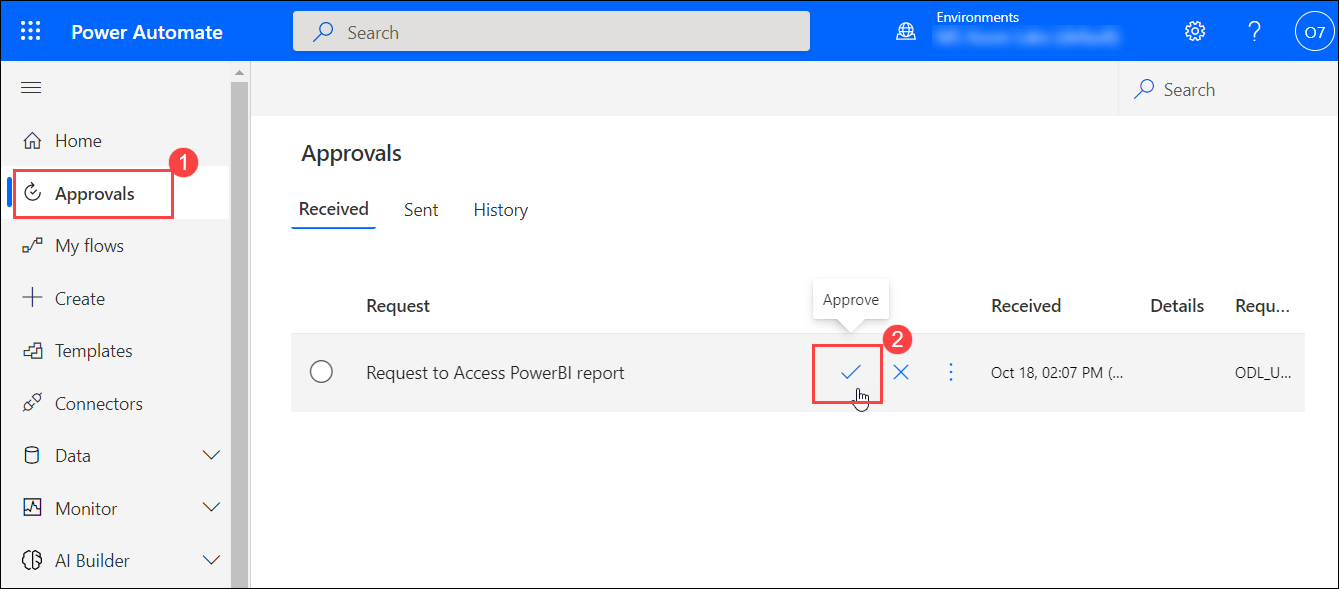 Power Automate
Search
Environments
O7
Search
Home
1
Approvals
My flows
Create
Templates
Connectors
Data
Monitor
AI Builder
Approvals
Received Sent History
Approve
Request Received Details Requ...
2
Request to Access PowerBI report Oct 18, 02:07 PM (... ODL_U...